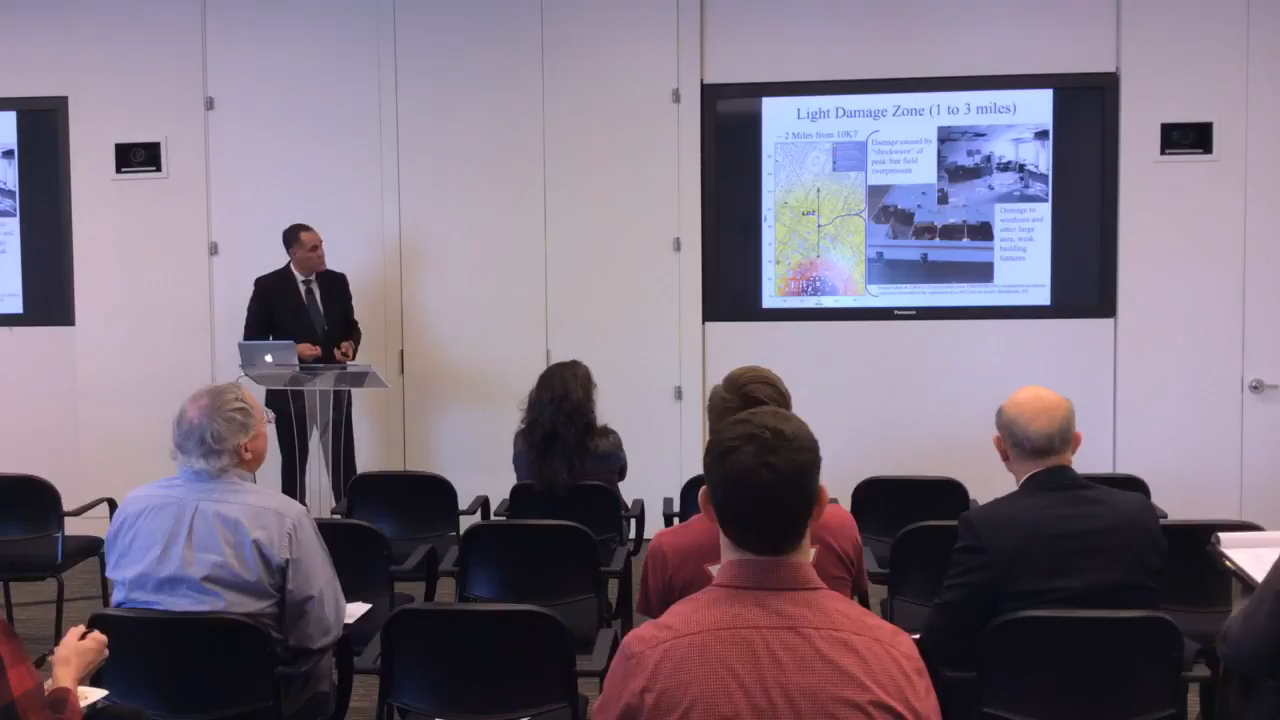 Light Damage Zone (1 to 3 miles)
~ 2 Miles from 10KT
Damage caused by
"shockwave" of
peak free field
overpressure
LDZ
Damage to
windows and
other large
area, weak
building
fixtures
Panasonic